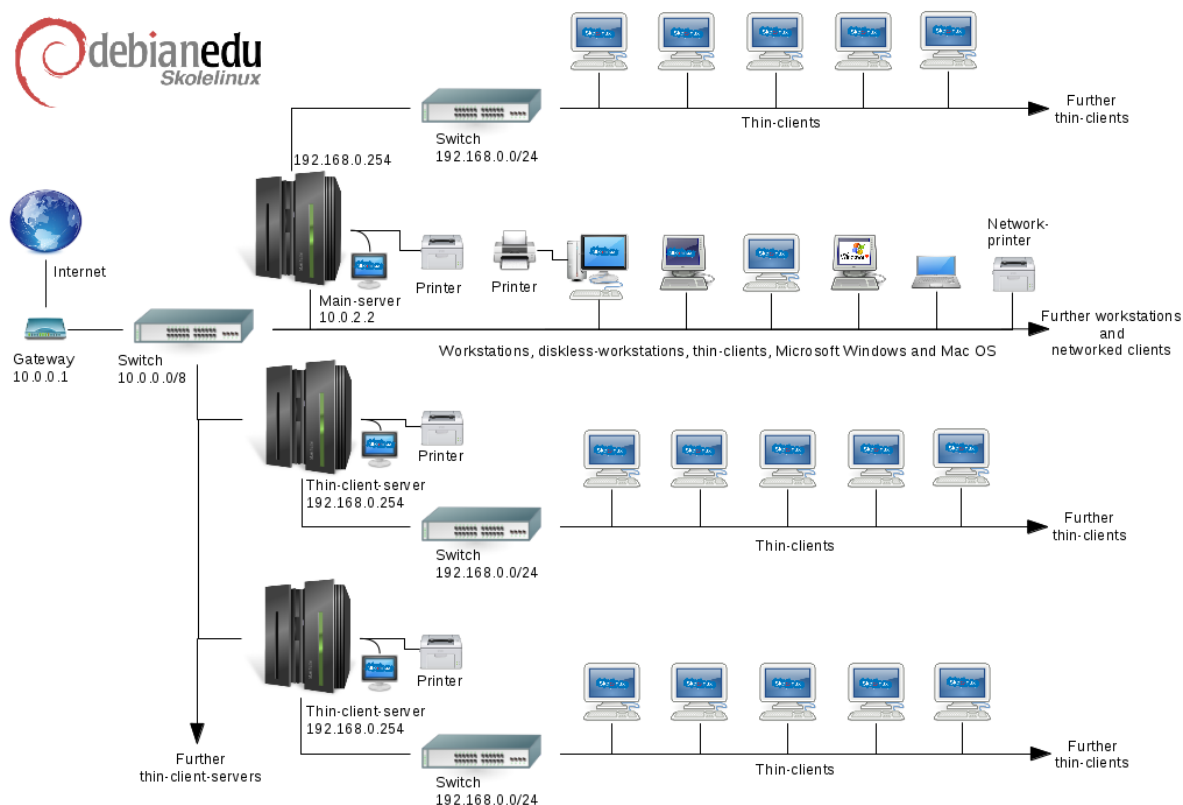 debianedu
Skolelinux
Switch
192.168.0.0/24
Thin-clients
Further
thin-clients
192.168.0.254
Internet
Gateway
10.0.0.1
Switch
10.0.0.0/8
Main-server
10.0.2.2
Printer
Printer
Windows
Network-
printer
Further workstations
and
networked clients
Workstations, diskless-workstations, thin-clients, Microsoft Windows and Mac OS
Thin-client-server
192.168.0.254
Printer
Switch
192.168.0.0/24
Thin-clients
Further
thin-clients
Thin-client-server
192.168.0.254
Printer
Switch
192.168.0.0/24
Thin-clients
Further
thin-clients
Further
thin-client-servers